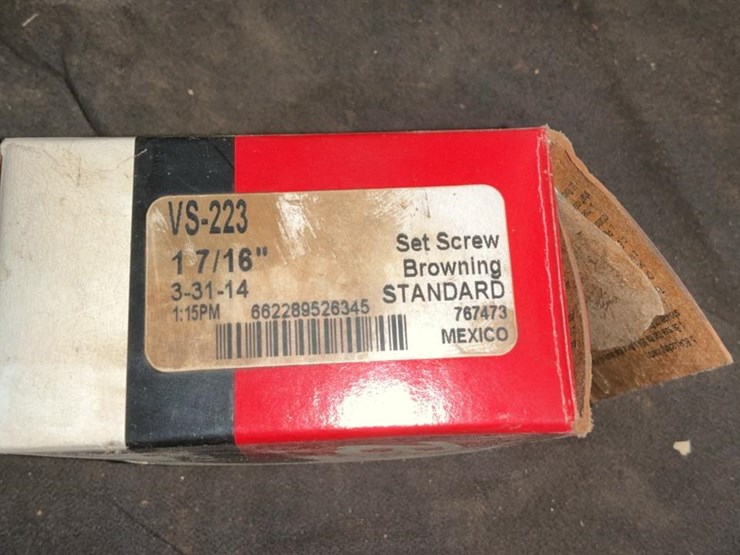 VS-223
1 7/16"
3-31-14
1:15PM
662289526345
Set Screw
Browning
STANDARD
767473
MEXICO